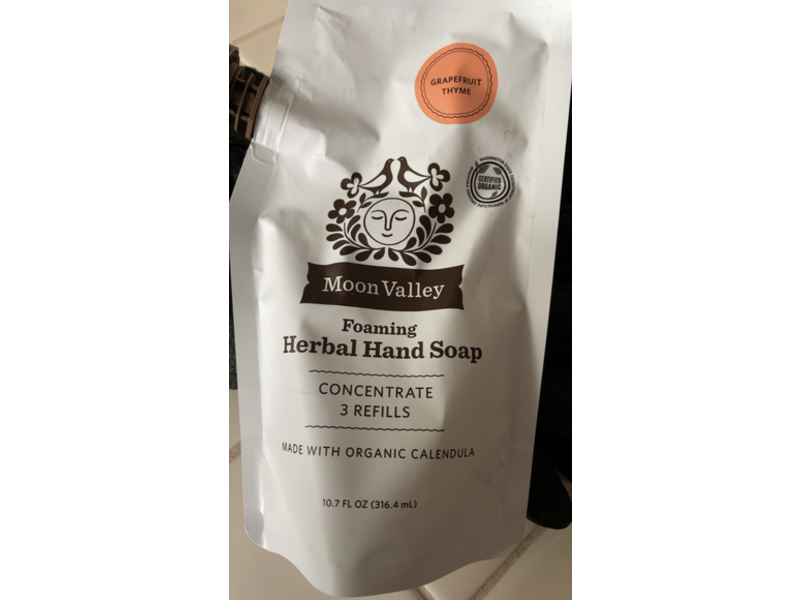 GRAPEFRUIT
THYME
CERTIFIED
ORGANIC
Moon Valley
Foaming
Herbal Hand Soap
CONCENTRATE
3 REFILLS
MADE WITH ORGANIC CALENDULA
10.7 FL OZ (316.4 mL)